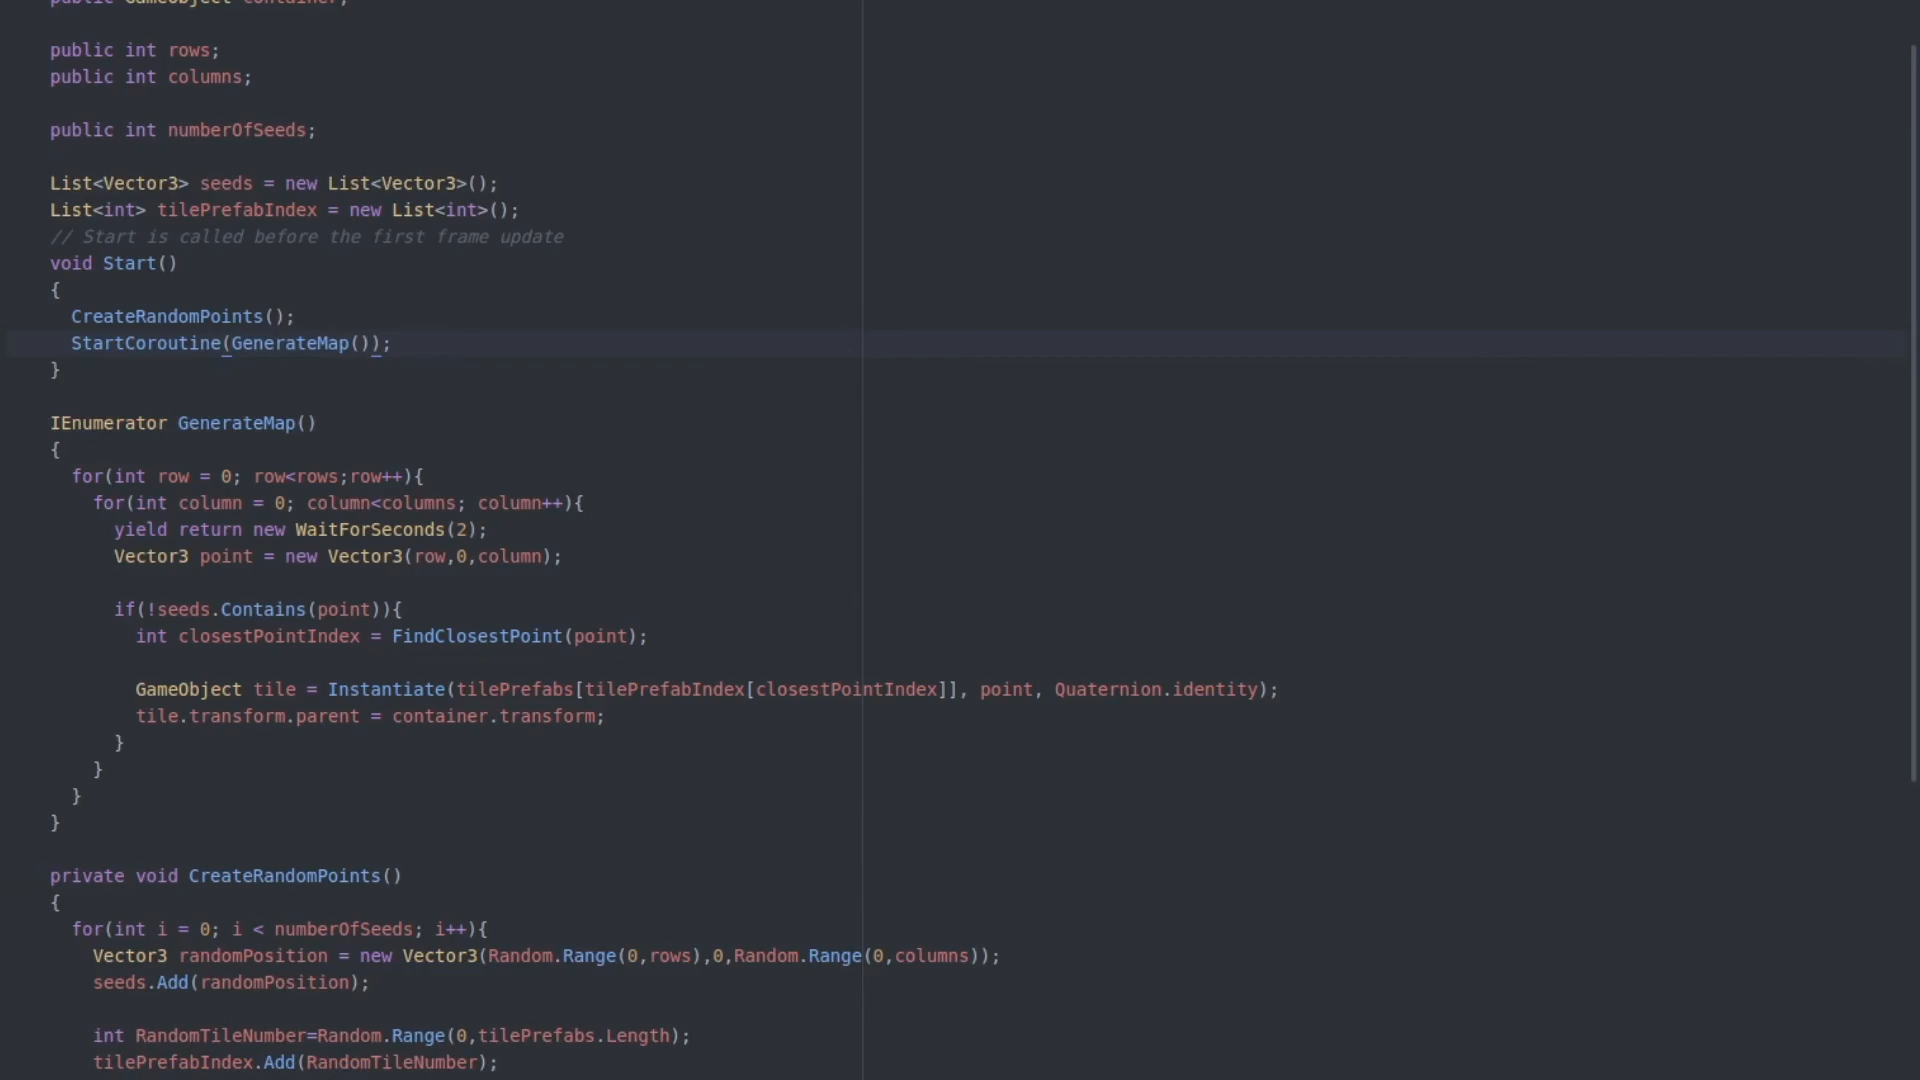 public GameObject container;
public int rows;
public int columns;
public int numberOfSeeds;
List<Vector3> seeds = new List<Vector3>();
List<int> tilePrefabIndex = new List<int>();
// Start is called before the first frame update
void Start()
{
CreateRandomPoints();
StartCoroutine(GenerateMap());
}
IEnumerator GenerateMap()
{
for(int row = 0; row<rows;row++){
for(int column = 0; column<columns; column++){
yield return new WaitForSeconds(2);
Vector3 point = new Vector3(row,0,column);
if(!seeds.Contains(point)){
int closestPointIndex = FindClosestPoint(point);
GameObject tile = Instantiate(tilePrefabs[tilePrefabIndex[closestPointIndex]], point, Quaternion.identity);
tile.transform.parent = container.transform;
}
}
}
}
private void CreateRandomPoints()
{
for(int i = 0; i < numberOfSeeds; i++){
Vector3 randomPosition = new Vector3(Random.Range(0,rows),0,Random.Range(0,columns));
seeds.Add(randomPosition);
int RandomTileNumber=Random.Range(0,tilePrefabs.Length);
tilePrefabIndex.Add(RandomTileNumber);